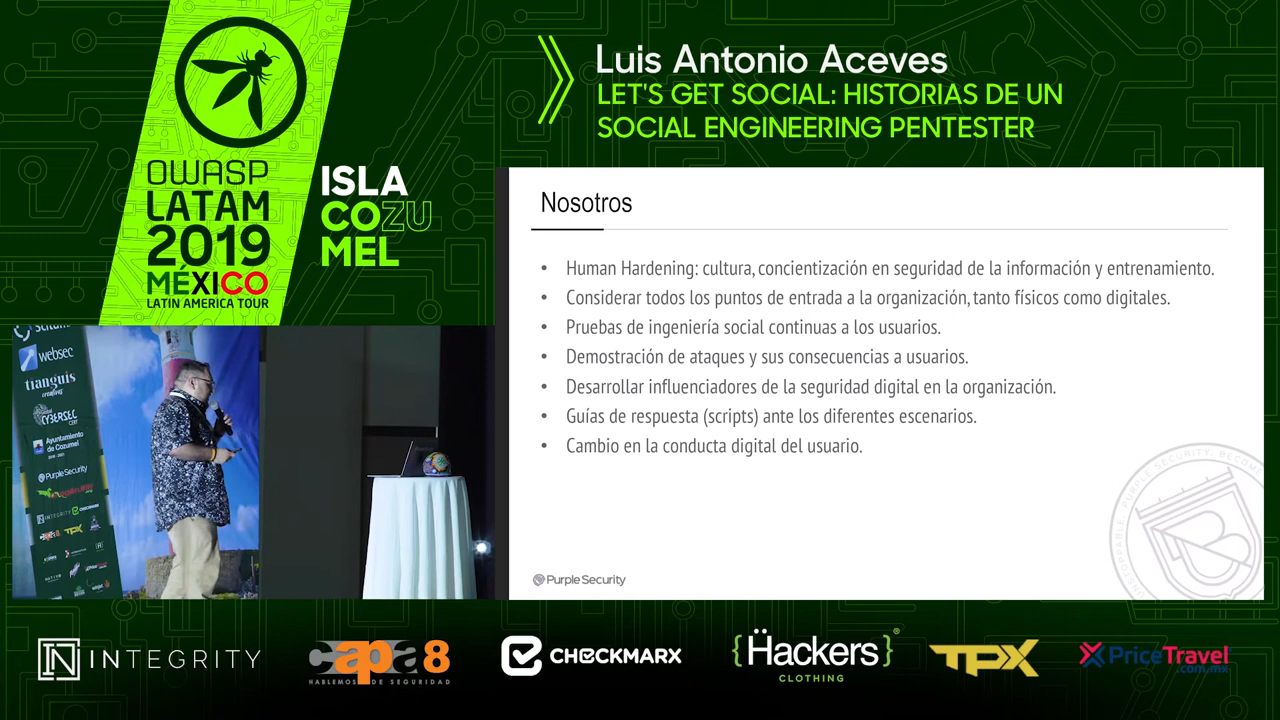 OWASP
LATAM
2019
MÉXICO
LATIN AMERICA TOUR
ISLA
COZU
MEL
Luis Antonio Aceves
LET'S GET SOCIAL: HISTORIAS DE UN
SOCIAL ENGINEERING PENTESTER
Nosotros
• Human Hardening: cultura, concientización en seguridad de la información y entrenamiento.
• Considerar todos los puntos de entrada a la organización, tanto físicos como digitales.
• Pruebas de ingeniería social continuas a los usuarios.
• Demostración de ataques y sus consecuencias a usuarios.
• Desarrollar influenciadores de la seguridad digital en la organización.
• Guías de respuesta (scripts) ante los diferentes escenarios.
• Cambio en la conducta digital del usuario.
Purple Security
websec
tianguis
creativo
CYBERSEC
Ayuntamiento
de Cozumel
Purple Security
INTEGRITY
CHECKMARX
TPX
INTEGRITY
capa8
HABLEMOS DE SEGURIDAD
CHECKMARX
{Hackers}®
CLOTHING
TPX
PriceTravel
.com.mx